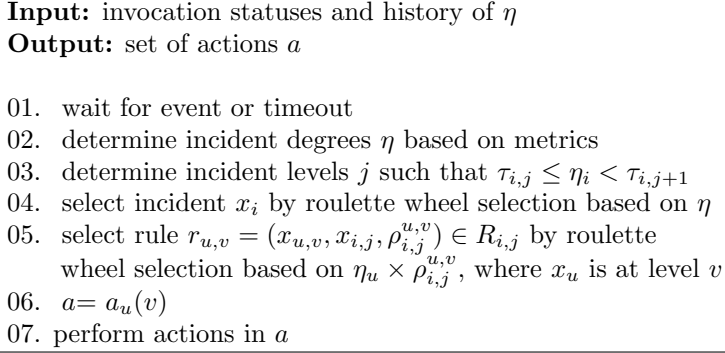 Input: invocation statuses and history of η
Output: set of actions a
01. wait for event or timeout
02. determine incident degrees η based on metrics
03. determine incident levels j such that τ_{i,j} ≤ η_i < τ_{i,j+1}
04. select incident x_i by roulette wheel selection based on η
05. select rule r_{u,v} = (x_{u,v}, x_{i,j}, ρ_{i,j}^{u,v}) ∈ R_{i,j} by roulette
wheel selection based on η_u × ρ_{i,j}^{u,v}, where x_u is at level v
06. a= a_u(v)
07. perform actions in a